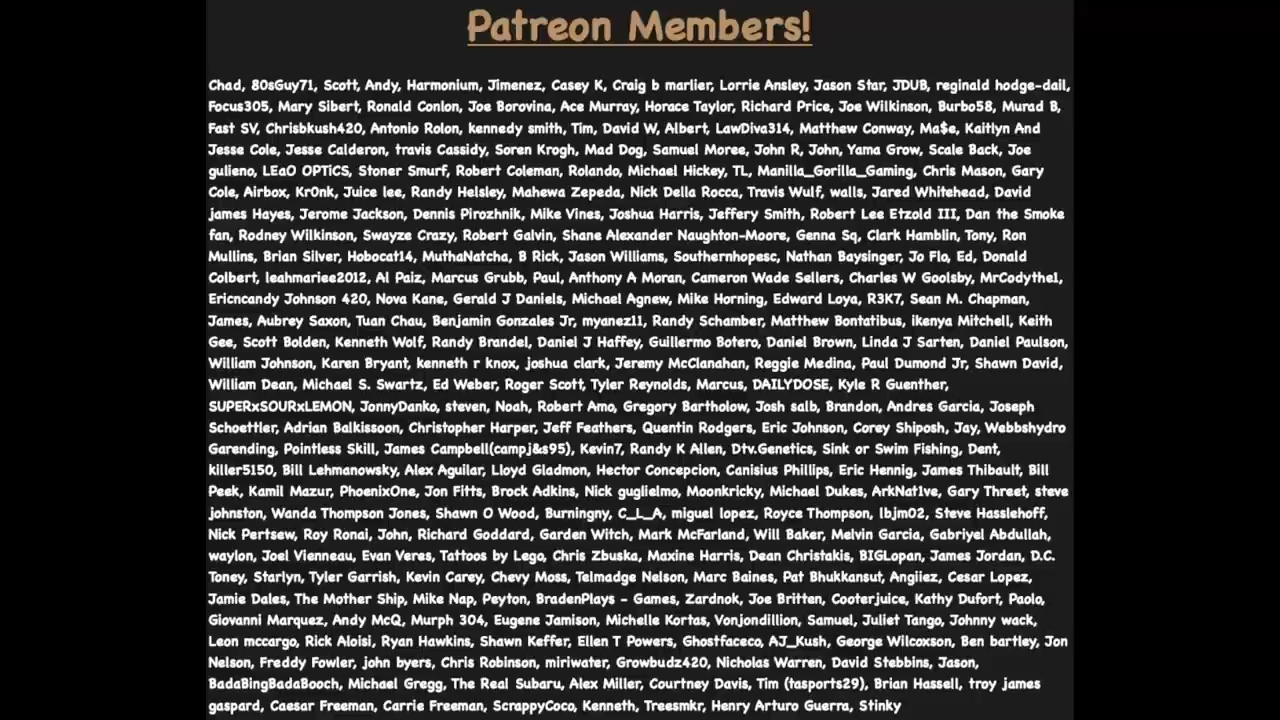 Patreon Members!
Chad, 80sGuy71, Scott, Andy, Harmonium, Jimenez, Casey K, Craig b marlier, Lorrie Ansley, Jason Star, JDUB, reginald hodge-dail,
Focus305, Mary Sibert, Ronald Conlon, Joe Borovina, Ace Murray, Horace Taylor, Richard Price, Joe Wilkinson, Burbo58, Murad B,
Fast SV, Chrisbkush420, Antonio Rolon, kennedy smith, Tim, David W, Albert, LawDiva314, Matthew Conway, Ma$e, Kaitlyn And
Jesse Cole, Jesse Calderon, travis Cassidy, Soren Krogh, Mad Dog, Samuel Moree, John R, John, Yama Grow, Scale Back, Joe
gulieno, LEaO OPTiCS, Stoner Smurf, Robert Coleman, Rolando, Michael Hickey, TL, Manilla_Gorilla_Gaming, Chris Mason, Gary
Cole, Airbox, Kr0nk, Juice lee, Randy Helsley, Mahewa Zepeda, Nick Della Rocca, Travis Wulf, walls, Jared Whitehead, David
james Hayes, Jerome Jackson, Dennis Pirozhnik, Mike Vines, Joshua Harris, Jeffery Smith, Robert Lee Etzold III, Dan the Smoke
fan, Rodney Wilkinson, Swayze Crazy, Robert Galvin, Shane Alexander Naughton-Moore, Genna Sq, Clark Hamblin, Tony, Ron
Mullins, Brian Silver, Hobocat14, MuthaNatcha, B Rick, Jason Williams, Southernhopesc, Nathan Baysinger, Jo Flo, Ed, Donald
Colbert, leahmariee2012, Al Paiz, Marcus Grubb, Paul, Anthony A Moran, Cameron Wade Sellers, Charles W Goolsby, MrCodythe1,
Ericncandy Johnson 420, Nova Kane, Gerald J Daniels, Michael Agnew, Mike Horning, Edward Loya, R3K7, Sean M. Chapman,
James, Aubrey Saxon, Tuan Chau, Benjamin Gonzales Jr, myanez11, Randy Schamber, Matthew Bontatibus, ikenya Mitchell, Keith
Gee, Scott Bolden, Kenneth Wolf, Randy Brandel, Daniel J Haffey, Guillermo Botero, Daniel Brown, Linda J Sarten, Daniel Paulson,
William Johnson, Karen Bryant, kenneth r knox, joshua clark, Jeremy McClanahan, Reggie Medina, Paul Dumond Jr, Shawn David,
William Dean, Michael S. Swartz, Ed Weber, Roger Scott, Tyler Reynolds, Marcus, DAILYDOSE, Kyle R Guenther,
SUPERxSOURxLEMON, JonnyDanko, steven, Noah, Robert Amo, Gregory Bartholow, Josh salb, Brandon, Andres Garcia, Joseph
Schoettler, Adrian Balkissoon, Christopher Harper, Jeff Feathers, Quentin Rodgers, Eric Johnson, Corey Shiposh, Jay, Webbshydro
Garending, Pointless Skill, James Campbell(campj&s95), Kevin7, Randy K Allen, Dtv.Genetics, Sink or Swim Fishing, Dent,
killer5150, Bill Lehmanowsky, Alex Aguilar, Lloyd Gladmon, Hector Concepcion, Canisius Phillips, Eric Hennig, James Thibault, Bill
Peek, Kamil Mazur, PhoenixOne, Jon Fitts, Brock Adkins, Nick guglielmo, Moonkricky, Michael Dukes, ArkNat1ve, Gary Threet, steve
johnston, Wanda Thompson Jones, Shawn O Wood, Burningny, C_L_A, miguel lopez, Royce Thompson, lbjm02, Steve Hasslehoff,
Nick Pertsew, Roy Ronai, John, Richard Goddard, Garden Witch, Mark McFarland, Will Baker, Melvin Garcia, Gabriyel Abdullah,
waylon, Joel Vienneau, Evan Veres, Tattoos by Lego, Chris Zbuska, Maxine Harris, Dean Christakis, BIGLopan, James Jordan, D.C.
Toney, Starlyn, Tyler Garrish, Kevin Carey, Chevy Moss, Telmadge Nelson, Marc Baines, Pat Bhukkansut, Angiiez, Cesar Lopez,
Jamie Dales, The Mother Ship, Mike Nap, Peyton, BradenPlays - Games, Zardnok, Joe Britten, Cooterjuice, Kathy Dufort, Paolo,
Giovanni Marquez, Andy McQ, Murph 304, Eugene Jamison, Michelle Kortas, Vonjondillion, Samuel, Juliet Tango, Johnny wack,
Leon mccargo, Rick Aloisi, Ryan Hawkins, Shawn Keffer, Ellen T Powers, Ghostfaceco, AJ_Kush, George Wilcoxson, Ben bartley, Jon
Nelson, Freddy Fowler, john byers, Chris Robinson, miriwater, Growbudz420, Nicholas Warren, David Stebbins, Jason,
BadaBingBadaBooch, Michael Gregg, The Real Subaru, Alex Miller, Courtney Davis, Tim (tasports29), Brian Hassell, troy james
gaspard, Caesar Freeman, Carrie Freeman, ScrappyCoco, Kenneth, Treesmkr, Henry Arturo Guerra, Stinky